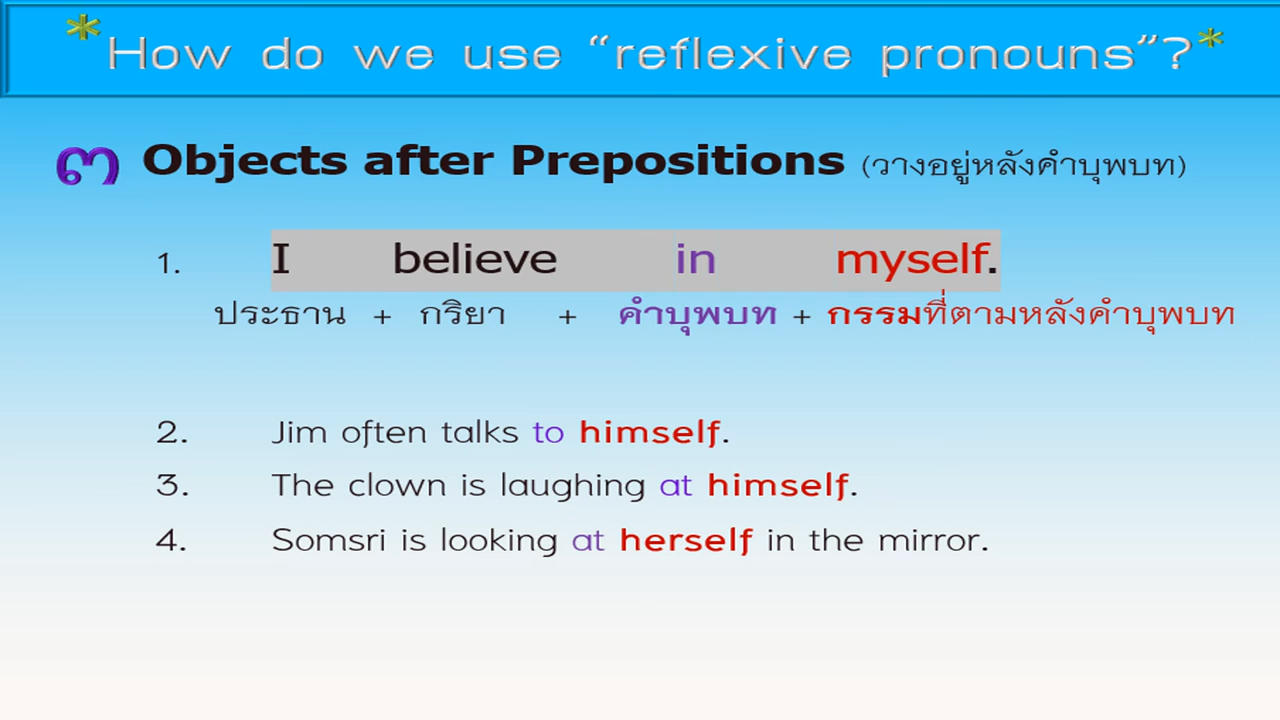 *How do we use “reflexive pronouns”?*
๓ Objects after Prepositions (วางอยู่หลังคำบุพบท)
1. I believe in myself.
ประธาน + กริยา + คำบุพบท + กรรมที่ตามหลังคำบุพบท
2. Jim often talks to himself.
3. The clown is laughing at himself.
4. Somsri is looking at herself in the mirror.